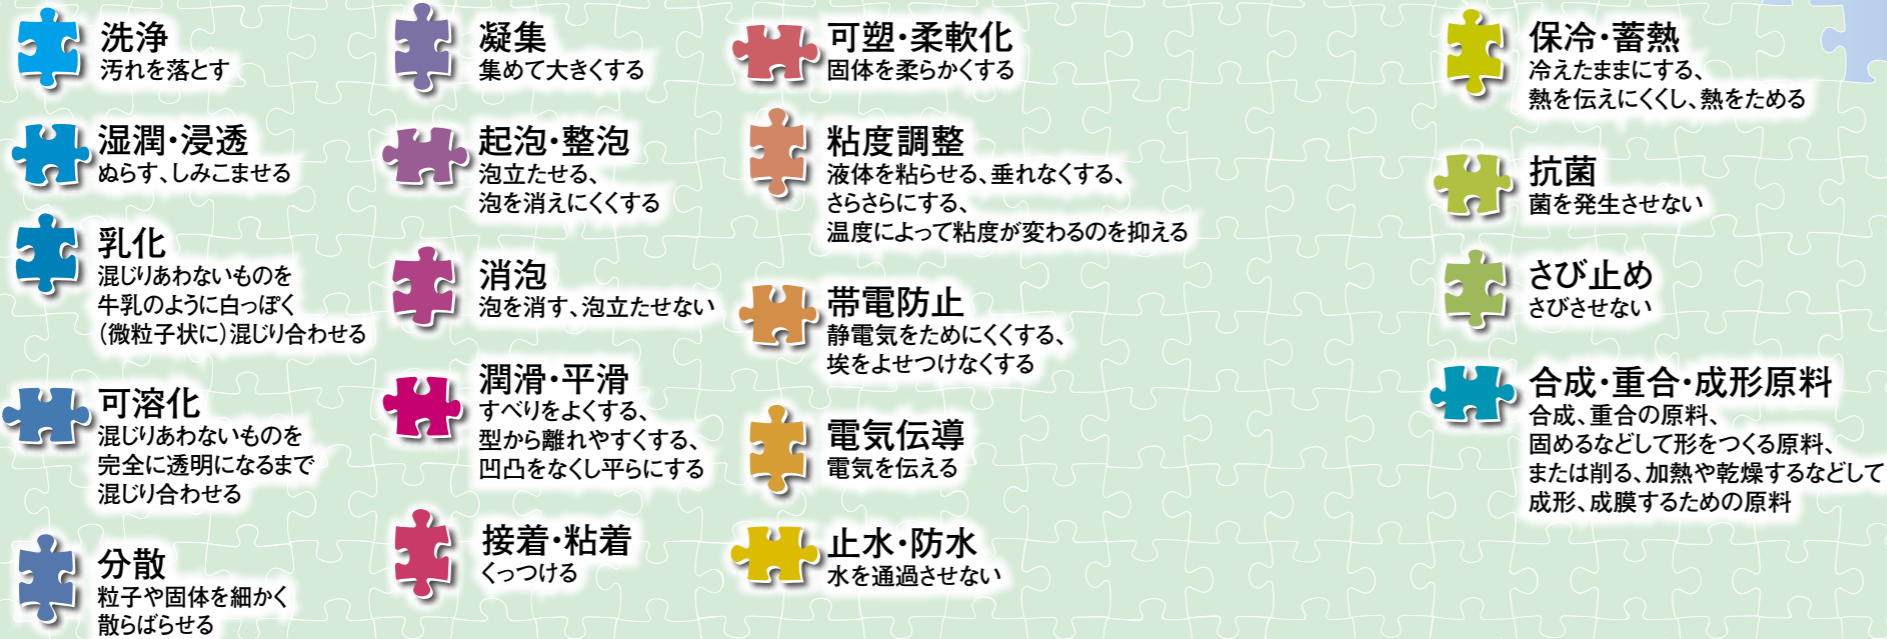 洗浄
汚れを落とす
湿潤・浸透
ぬらす、しみこませる
乳化
混じりあわないものを
牛乳のように白っぽく
(微粒子状に)混じり合わせる
可溶化
混じりあわないものを
完全に透明になるまで
混じり合わせる
分散
粒子や固体を細かく
散らばらせる
凝集
集めて大きくする
起泡・整泡
泡立たせる、
泡を消えにくくする
消泡
泡を消す、泡立たせない
潤滑・平滑
すべりをよくする、
型から離れやすくする、
凹凸をなくし平らにする
接着・粘着
くっつける
可塑・柔軟化
固体を柔らかくする
粘度調整
液体を粘らせる、垂れなくする、
さらさらにする、
温度によって粘度が変わるのを抑える
帯電防止
静電気をためにくくする、
埃をよせつけなくする
電気伝導
電気を伝える
止水・防水
水を通過させない
保冷・蓄熱
冷えたままにする、
熱を伝えにくくし、熱をためる
抗菌
菌を発生させない
さび止め
さびさせない
合成・重合・成形原料
合成、重合の原料、
固めるなどして形をつくる原料、
または削る、加熱や乾燥するなどして
成形、成膜するための原料